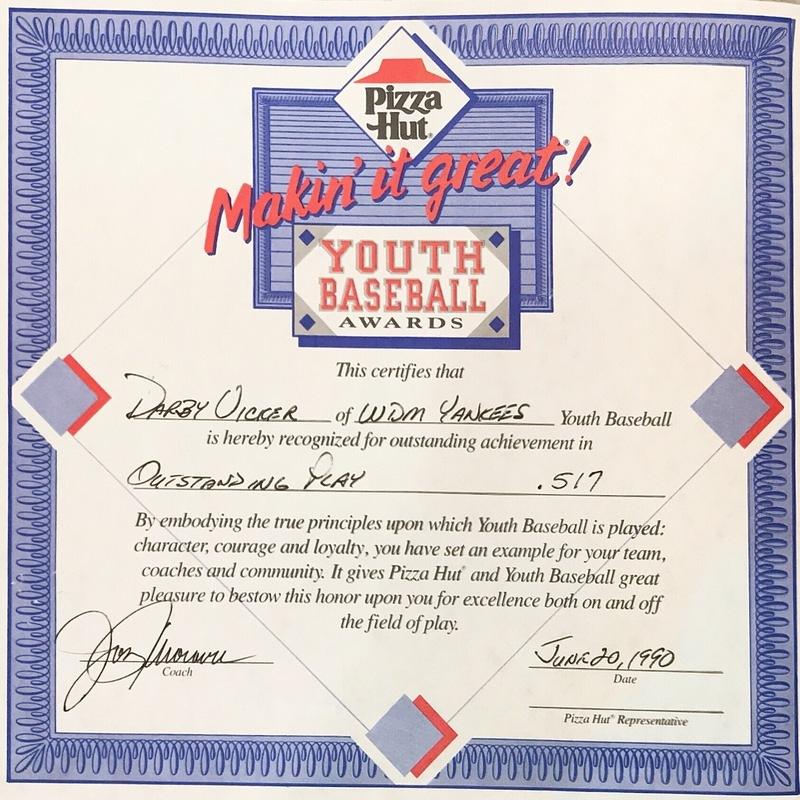 Pizza
Hut®
Makin' it great!®
YOUTH
BASEBALL
AWARDS
This certifies that
DARBY VICKER of WDM YANKEES Youth Baseball
is hereby recognized for outstanding achievement in
OUTSTANDING PLAY .517
By embodying the true principles upon which Youth Baseball is played:
character, courage and loyalty, you have set an example for your team,
coaches and community. It gives Pizza Hut® and Youth Baseball great
pleasure to bestow this honor upon you for excellence both on and off
the field of play.
JUNE 20, 1990
Coach
Date
Pizza Hut® Representative